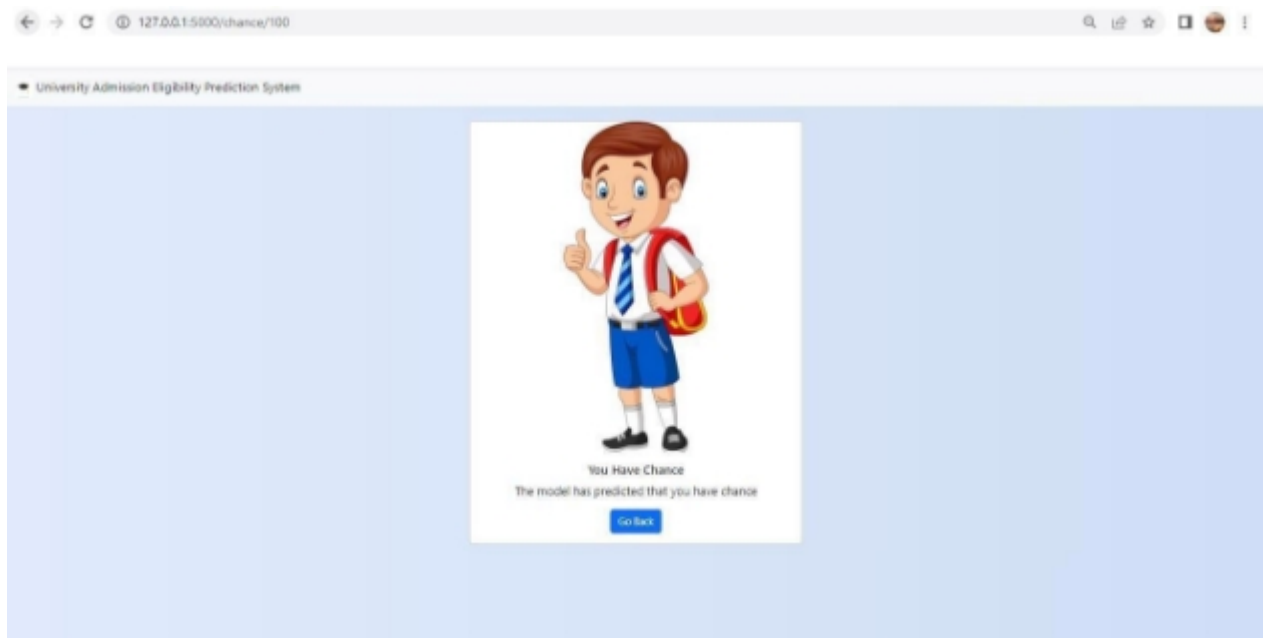 127.0.0.1:5000/chance/100
University Admission Eligibility Prediction System
You Have Chance
The model has predicted that you have chance
Go Back